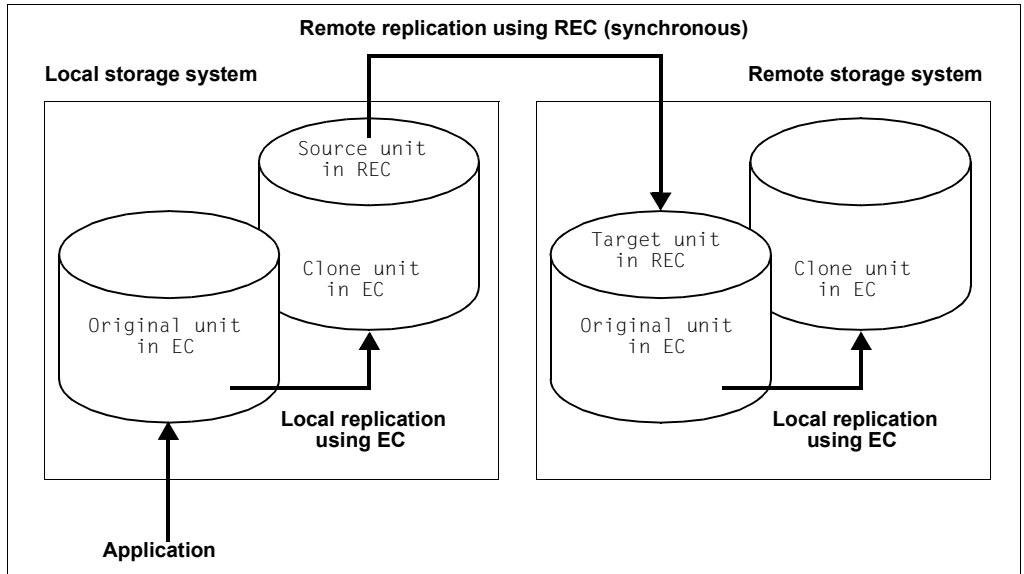 Remote replication using REC (synchronous)
Local storage system
Remote storage system
Source unit
in REC
Clone unit
in EC
Original unit
in EC
Local replication
using EC
Application
Target unit
in REC
Clone unit
in EC
Original unit
in EC
Local replication
using EC